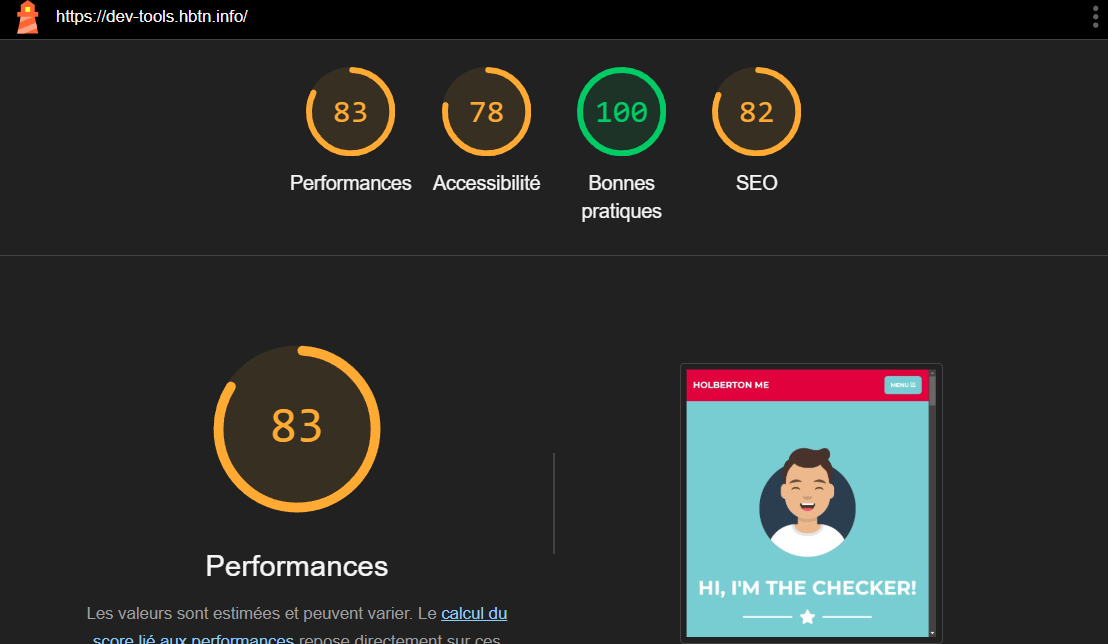 https://dev-tools.hbtn.info/
83 78 100 82
Performances Accessibilité Bonnes pratiques SEO
83
Performances
Les valeurs sont estimées et peuvent varier. Le calcul du
score lié aux performances repose directement sur ces
HOLBERTON ME
MENU
HI, I'M THE CHECKER!